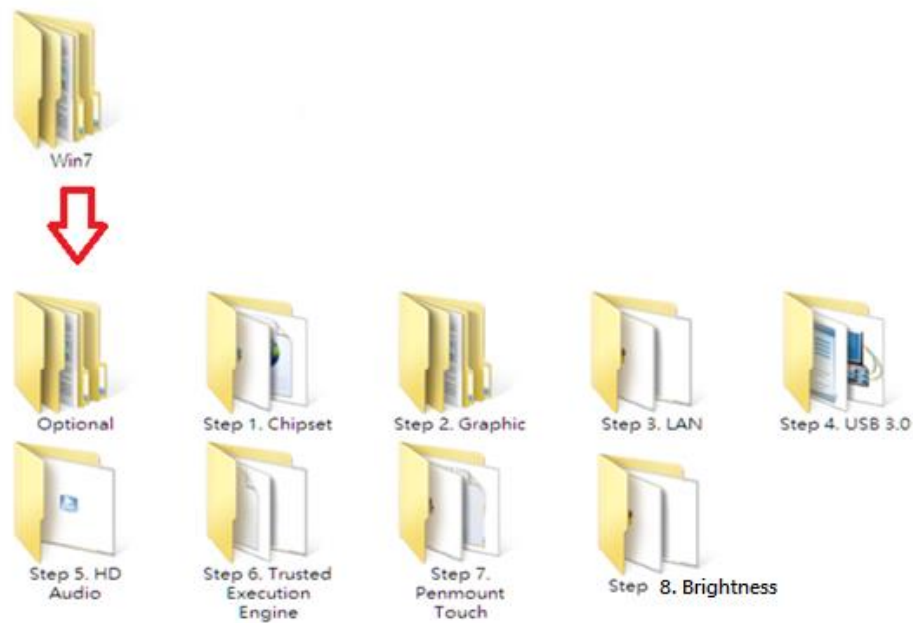 Win7
Optional
Step 1. Chipset
Step 2. Graphic
Step 3. LAN
Step 4. USB 3.0
Step 5. HD
Audio
Step 6. Trusted
Execution
Engine
Step 7.
Penmount
Touch
Step 8. Brightness